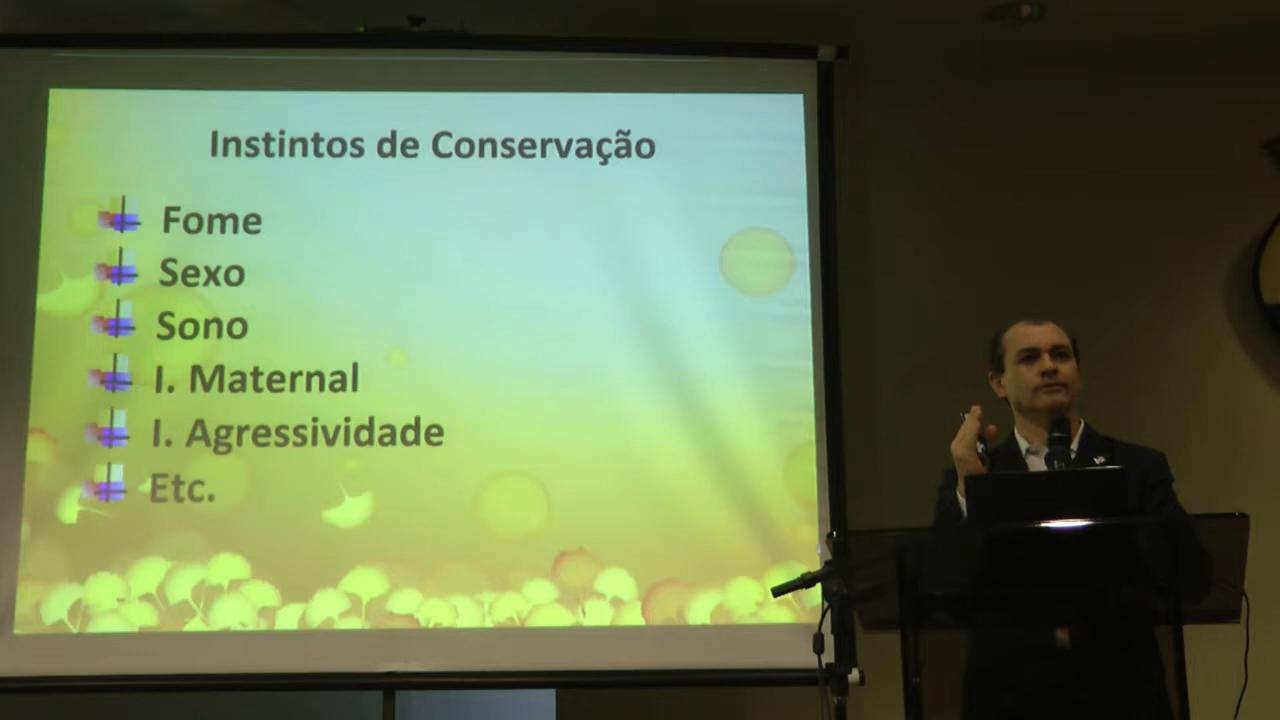 Instintos de Conservação
Fome
Sexo
Sono
I. Maternal
I. Agressividade
Etc.